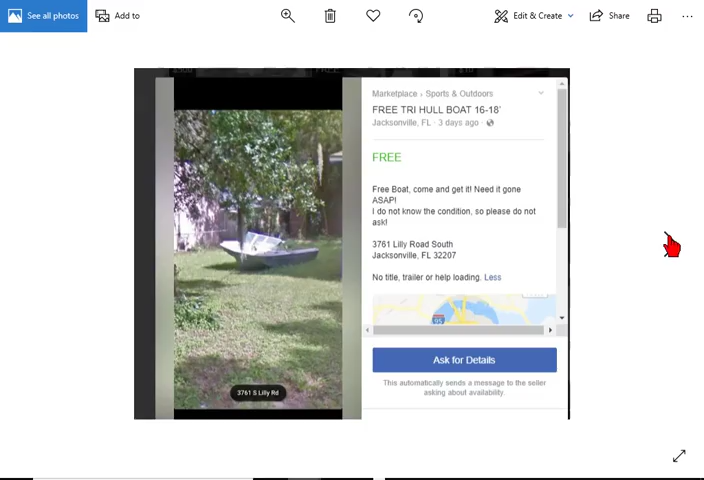 See all photos
Add to
Edit & Create
Share
Marketplace › Sports & Outdoors
FREE TRI HULL BOAT 16-18'
Jacksonville, FL · 3 days ago ·
FREE
Free Boat, come and get it! Need it gone
ASAP!
I do not know the condition, so please do not
ask!
3761 Lilly Road South
Jacksonville, FL 32207
No title, trailer or help loading. Less
95
3761 S Lilly Rd
Ask for Details
This automatically sends a message to the seller
asking about availability.